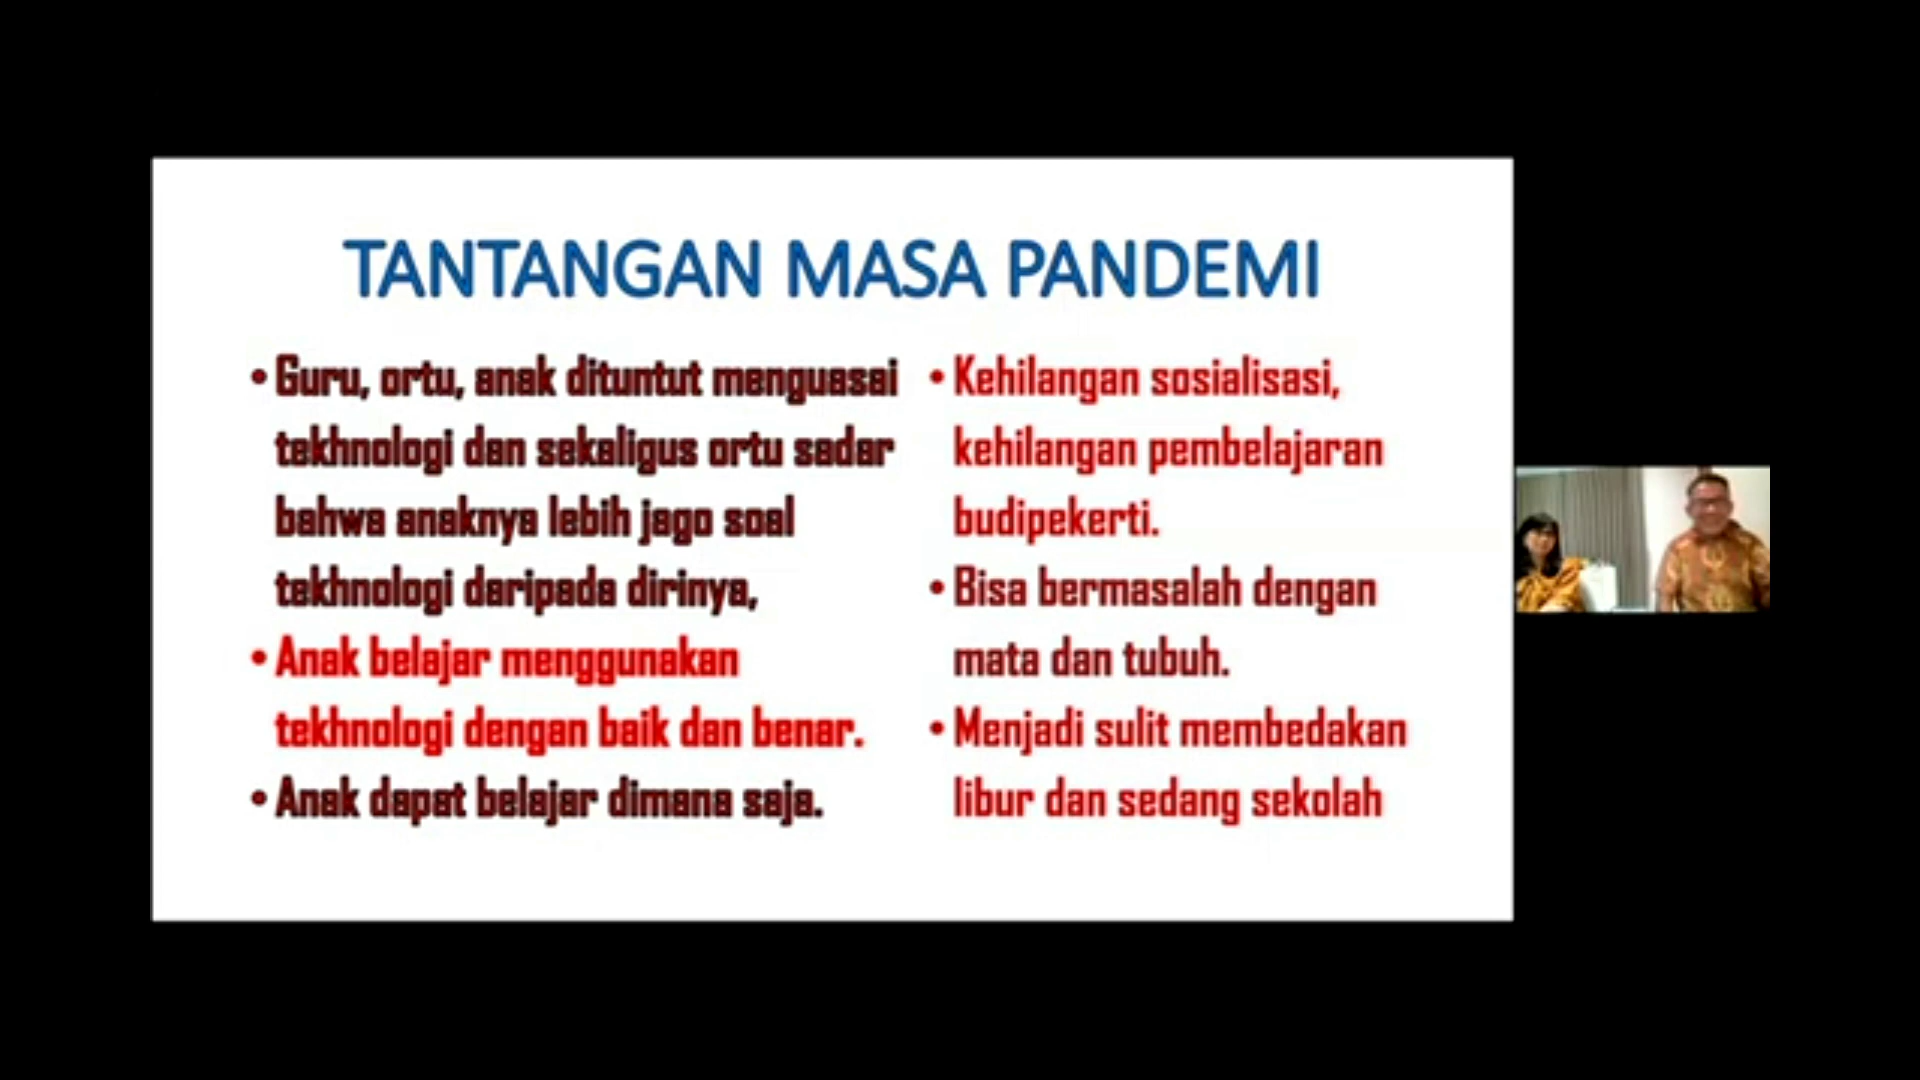 TANTANGAN MASA PANDEMI
• Guru, ortu, anak dituntut menguasai
tekhnologi dan sekaligus ortu sadar
bahwa anaknya lebih jago soal
tekhnologi daripada dirinya,
• Anak belajar menggunakan
tekhnologi dengan baik dan benar.
• Anak dapat belajar dimana saja.
• Kehilangan sosialisasi,
kehilangan pembelajaran
budipekerti.
• Bisa bermasalah dengan
mata dan tubuh.
• Menjadi sulit membedakan
libur dan sedang sekolah